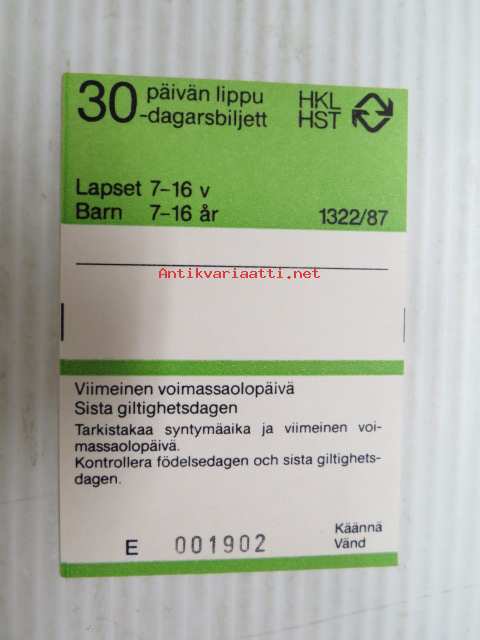 30 päivän lippu
-dagarsbiljett
HKL
HST
Lapset 7-16 v
Barn 7-16 år
1322/87
Antikvariaatti.net
Viimeinen voimassaolopäivä
Sista giltighetsdagen
Tarkistakaa syntymäaika ja viimeinen voi-
massaolopäivä.
Kontrollera födelsedagen och sista giltighets-
dagen.
E 001902
Käännä
Vänd